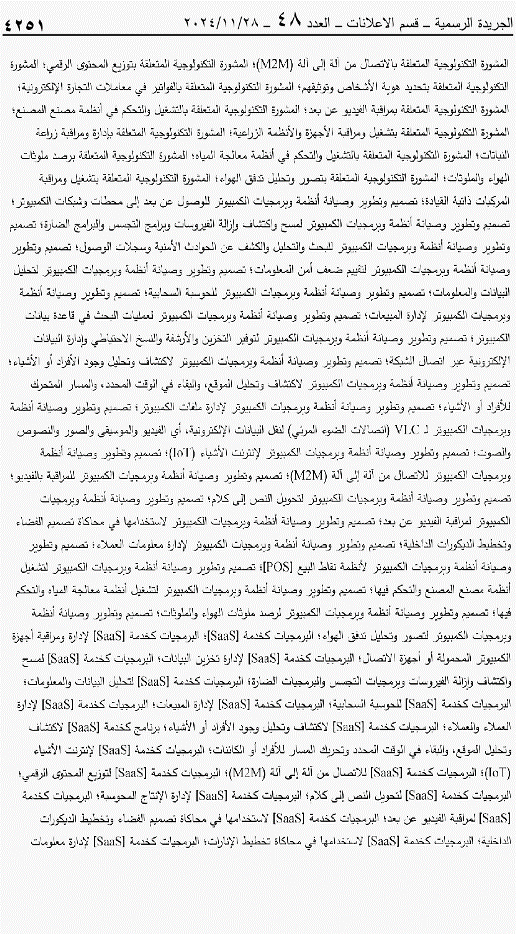 الجريدة الرسمية – قسم الاعلانات – العدد ٤٨ – ٢٠٢٤/١١/٢٨ ٤٢٥١
المشورة التكنولوجية المتعلقة بالاتصال من آلة إلى آلة (M2M)؛ المشورة التكنولوجية المتعلقة بتوزيع المحتوى الرقمي؛ المشورة
التكنولوجية المتعلقة بتحديد هوية الأشخاص وتوثيقهم؛ المشورة التكنولوجية المتعلقة بالفواتير في معاملات التجارة الإلكترونية؛
المشورة التكنولوجية المتعلقة بمراقبة الفيديو عن بعد؛ المشورة التكنولوجية المتعلقة بالتشغيل والتحكم في أنظمة مصنع المصنع؛
المشورة التكنولوجية المتعلقة بتشغيل ومراقبة الأجهزة والأنظمة الزراعية؛ المشورة التكنولوجية المتعلقة بإدارة ومراقبة زراعة
النباتات؛ المشورة التكنولوجية المتعلقة بالتشغيل والتحكم في أنظمة معالجة المياه؛ المشورة التكنولوجية المتعلقة برصد ملوثات
الهواء والملوثات؛ المشورة التكنولوجية المتعلقة بتصور وتحليل تدفق الهواء؛ المشورة التكنولوجية المتعلقة بتشغيل ومراقبة
المركبات ذاتية القيادة؛ تصميم وتطوير وصيانة أنظمة وبرمجيات الكمبيوتر للوصول عن بعد إلى محطات وشبكات الكمبيوتر؛
تصميم وتطوير وصيانة أنظمة وبرمجيات الكمبيوتر لمسح واكتشاف وإزالة الفيروسات وبرامج التجسس والبرامج الضارة؛ تصميم
وتطوير وصيانة أنظمة وبرمجيات الكمبيوتر للبحث والتحليل والكشف عن الحوادث الأمنية وسجلات الوصول؛ تصميم وتطوير
وصيانة أنظمة وبرمجيات الكمبيوتر لتقييم ضعف أمن المعلومات؛ تصميم وتطوير وصيانة أنظمة وبرمجيات الكمبيوتر لتحليل
البيانات والمعلومات؛ تصميم وتطوير وصيانة أنظمة وبرمجيات الكمبيوتر للحوسبة السحابية؛ تصميم وتطوير وصيانة أنظمة
وبرمجيات الكمبيوتر لإدارة المبيعات؛ تصميم وتطوير وصيانة أنظمة وبرمجيات الكمبيوتر لعمليات البحث في قاعدة بيانات
الكمبيوتر؛ تصميم وتطوير وصيانة أنظمة وبرمجيات الكمبيوتر لتوفير التخزين والأرشفة والنسخ الاحتياطي وإدارة البيانات
الإلكترونية عبر اتصال الشبكة؛ تصميم وتطوير وصيانة أنظمة وبرمجيات الكمبيوتر لاكتشاف وتحليل وجود الأفراد أو الأشياء؛
تصميم وتطوير وصيانة أنظمة وبرمجيات الكمبيوتر لاكتشاف وتحليل الموقع، والبقاء في الوقت المحدد، والمسار المتحرك
للأفراد أو الأشياء؛ تصميم وتطوير وصيانة أنظمة وبرمجيات الكمبيوتر لإدارة ملفات الكمبيوتر؛ تصميم وتطوير وصيانة أنظمة
وبرمجيات الكمبيوتر لـ VLC (اتصالات الضوء المرئي) لنقل البيانات الإلكترونية، أي الفيديو والموسيقى والصور والنصوص
والصوت؛ تصميم وتطوير وصيانة أنظمة وبرمجيات الكمبيوتر لإنترنت الأشياء (IoT)؛ تصميم وتطوير وصيانة أنظمة
وبرمجيات الكمبيوتر للاتصال من آلة إلى آلة (M2M)؛ تصميم وتطوير وصيانة أنظمة وبرمجيات الكمبيوتر للمراقبة بالفيديو؛
تصميم وتطوير وصيانة أنظمة وبرمجيات الكمبيوتر لتحويل النص إلى كلام؛ تصميم وتطوير وصيانة أنظمة وبرمجيات
الكمبيوتر لمراقبة الفيديو عن بعد؛ تصميم وتطوير وصيانة أنظمة وبرمجيات الكمبيوتر لاستخدامها في محاكاة تصميم الفضاء
وتخطيط الديكورات الداخلية؛ تصميم وتطوير وصيانة أنظمة وبرمجيات الكمبيوتر لإدارة معلومات العملاء؛ تصميم وتطوير
وصيانة أنظمة وبرمجيات الكمبيوتر لأنظمة نقاط البيع [POS]؛ تصميم وتطوير وصيانة أنظمة وبرمجيات الكمبيوتر لتشغيل
أنظمة مصنع المصنع والتحكم فيها؛ تصميم وتطوير وصيانة أنظمة وبرمجيات الكمبيوتر لتشغيل أنظمة معالجة المياه والتحكم
فيها؛ تصميم وتطوير وصيانة أنظمة وبرمجيات الكمبيوتر لرصد ملوثات الهواء والملوثات؛ تصميم وتطوير وصيانة أنظمة
وبرمجيات الكمبيوتر لتصور وتحليل تدفق الهواء؛ البرمجيات كخدمة [SaaS]؛ البرمجيات كخدمة [SaaS] لإدارة ومراقبة أجهزة
الكمبيوتر المحمولة أو أجهزة الاتصال؛ البرمجيات كخدمة [SaaS] لإدارة تخزين البيانات؛ البرمجيات كخدمة [SaaS] لمسح
واكتشاف وإزالة الفيروسات وبرمجيات التجسس والبرمجيات الضارة؛ البرمجيات كخدمة [SaaS] لتحليل البيانات والمعلومات؛
البرمجيات كخدمة [SaaS] للحوسبة السحابية؛ البرمجيات كخدمة [SaaS] لإدارة المبيعات؛ البرمجيات كخدمة [SaaS] لإدارة
العملاء والعملاء؛ البرمجيات كخدمة [SaaS] لاكتشاف وتحليل وجود الأفراد أو الأشياء؛ برنامج كخدمة [SaaS] لاكتشاف
وتحليل الموقع، والبقاء في الوقت المحدد وتحريك المسار للأفراد أو الكائنات؛ البرمجيات كخدمة [SaaS] لإنترنت الأشياء
(IoT)؛ البرمجيات كخدمة [SaaS] للاتصال من آلة إلى آلة (M2M)؛ البرمجيات كخدمة [SaaS] لتوزيع المحتوى الرقمي؛
البرمجيات كخدمة [SaaS] لتحويل النص إلى كلام؛ البرمجيات كخدمة [SaaS] لإدارة الإنتاج المحوسبة؛ البرمجيات كخدمة
[SaaS] لمراقبة الفيديو عن بعد؛ البرمجيات كخدمة [SaaS] لاستخدامها في محاكاة تصميم الفضاء وتخطيط الديكورات
الداخلية؛ البرمجيات كخدمة [SaaS] لاستخدامها في محاكاة تخطيط الإنارات؛ البرمجيات كخدمة [SaaS] لإدارة معلومات